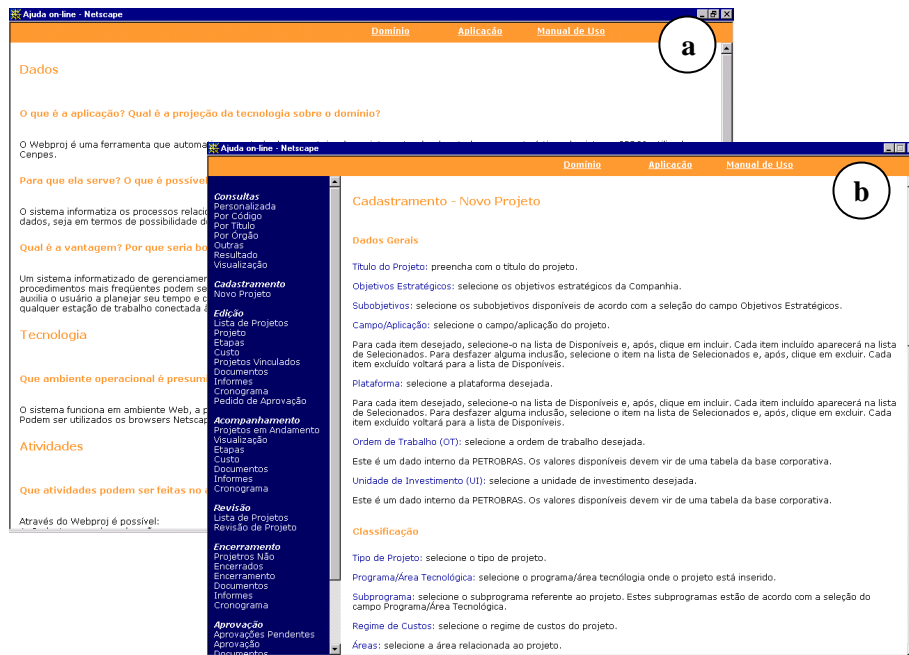 Ajuda on-line - Netscape
Domínio Aplicação Manual de Uso
a
Dados
O que é a aplicação? Qual é a projeção da tecnologia sobre o domínio?
O Webproj é uma ferramenta que automa
Cenpes.
Para que ela serve? O que é possível
O sistema informatiza os processos relaci
dados, seja em termos de possibilidade d
Qual é a vantagem? Por que seria bo
Um sistema informatizado de gerenciamen
procedimentos mais freqüentes podem se
auxilia o usuário a planejar seu tempo e c
qualquer estação de trabalho conectada à
Tecnologia
Que ambiente operacional é presum
O sistema funciona em ambiente Web, a p
Podem ser utilizados os browsers Netscap
Atividades
Que atividades podem ser feitas no a
Através do Webproj é possível:
Ajuda on-line - Netscape
Domínio Aplicação Manual de Uso
b
Consultas
Personalizada
Por Código
Por Título
Por Órgão
Outras
Resultado
Visualização
Cadastramento
Novo Projeto
Edição
Lista de Projetos
Projeto
Etapas
Custo
Projetos Vinculados
Documentos
Informes
Cronograma
Pedido de Aprovação
Acompanhamento
Projetos em Andamento
Visualização
Etapas
Custo
Documentos
Informes
Cronograma
Revisão
Lista de Projetos
Revisão de Projeto
Encerramento
Projetros Não
Encerrados
Encerramento
Documentos
Informes
Cronograma
Aprovação
Aprovações Pendentes
Aprovação
Documentos
Cadastramento - Novo Projeto
Dados Gerais
Título do Projeto: preencha com o título do projeto.
Objetivos Estratégicos: selecione os objetivos estratégicos da Companhia.
Subobjetivos: selecione os subobjetivos disponíveis de acordo com a seleção do campo Objetivos Estratégicos.
Campo/Aplicação: selecione o campo/aplicação do projeto.
Para cada item desejado, selecione-o na lista de Disponíveis e, após, clique em incluir. Cada item incluído aparecerá na lista
de Selecionados. Para desfazer alguma inclusão, selecione o item na lista de Selecionados e, após, clique em excluir. Cada
item excluído voltará para a lista de Disponíveis.
Plataforma: selecione a plataforma desejada.
Para cada item desejado, selecione-o na lista de Disponíveis e, após, clique em incluir. Cada item incluído aparecerá na lista
de Selecionados. Para desfazer alguma inclusão, selecione o item na lista de Selecionados e, após, clique em excluir. Cada
item excluído voltará para a lista de Disponíveis.
Ordem de Trabalho (OT): selecione a ordem de trabalho desejada.
Este é um dado interno da PETROBRAS. Os valores disponíveis devem vir de uma tabela da base corporativa.
Unidade de Investimento (UI): selecione a unidade de investimento desejada.
Este é um dado interno da PETROBRAS. Os valores disponíveis devem vir de uma tabela da base corporativa.
Classificação
Tipo de Projeto: selecione o tipo de projeto.
Programa/Área Tecnológica: selecione o programa/área tecnólogia onde o projeto está inserido.
Subprograma: selecione o subprograma referente ao projeto. Estes subprogramas estão de acordo com a seleção do
campo Programa/Área Tecnológica.
Regime de Custos: selecione o regime de custos do projeto.
Áreas: selecione a área relacionada ao projeto.